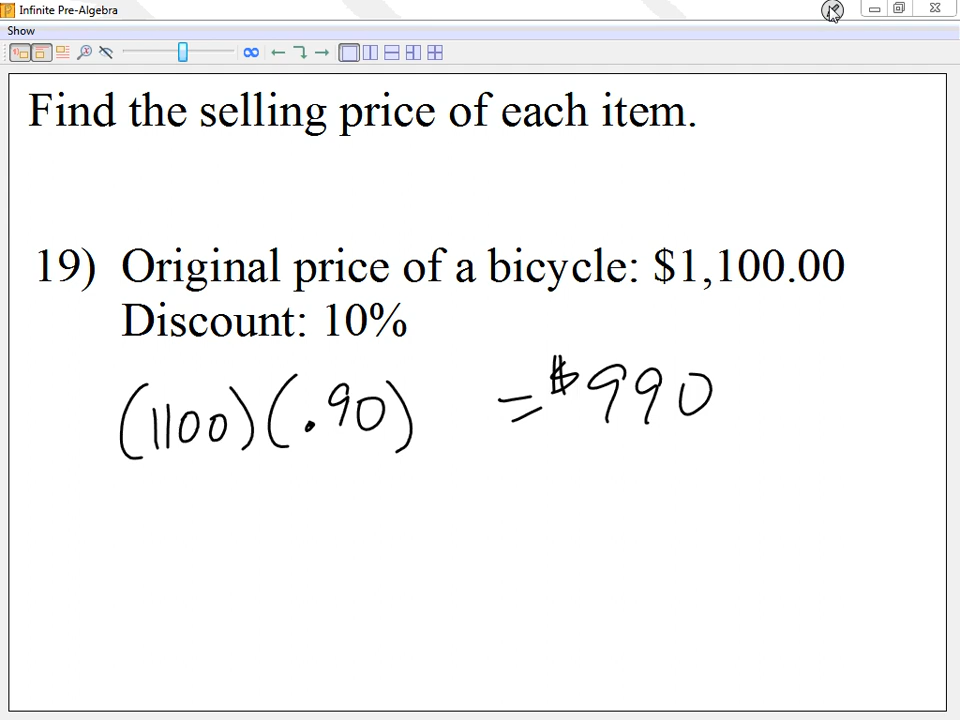 Infinite Pre-Algebra
Show
Find the selling price of each item.
19) Original price of a bicycle: $1,100.00
Discount: 10%
(1100)(.90) = $990